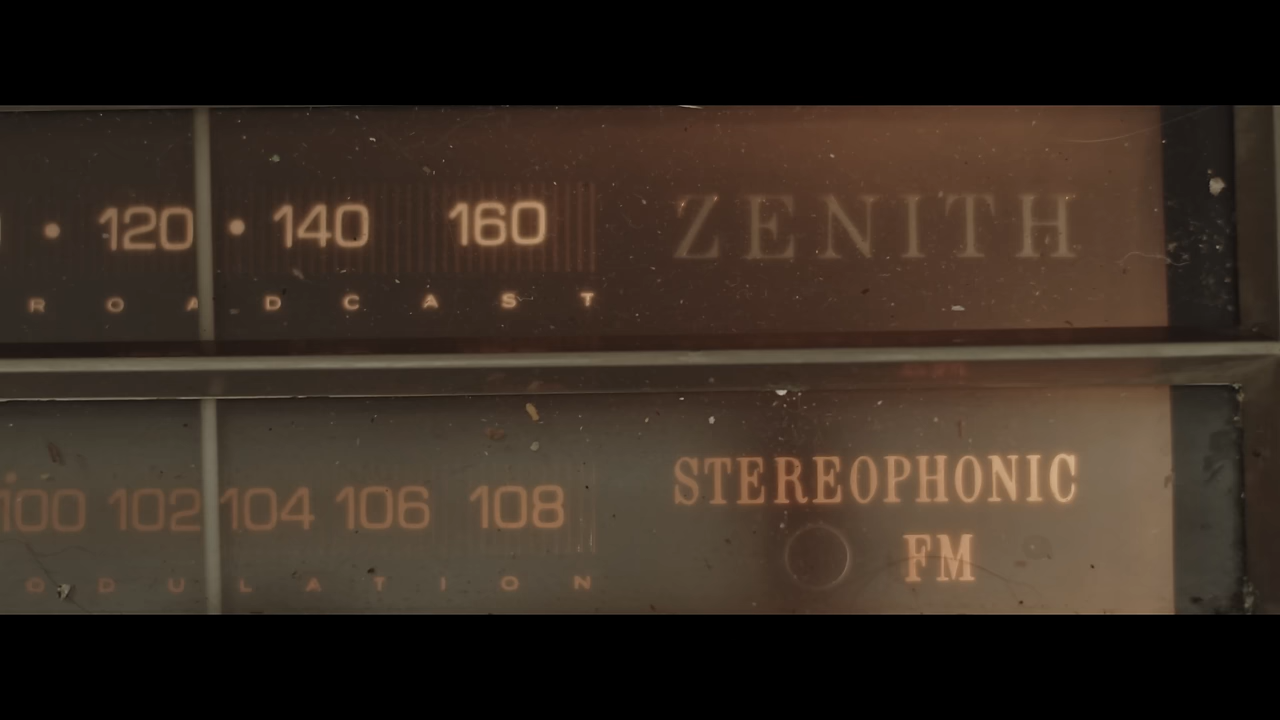 120 • 140 160 ZENITH
ROADCAST
100 102 104 106 108 STEREOPHONIC
FM
ODULATION